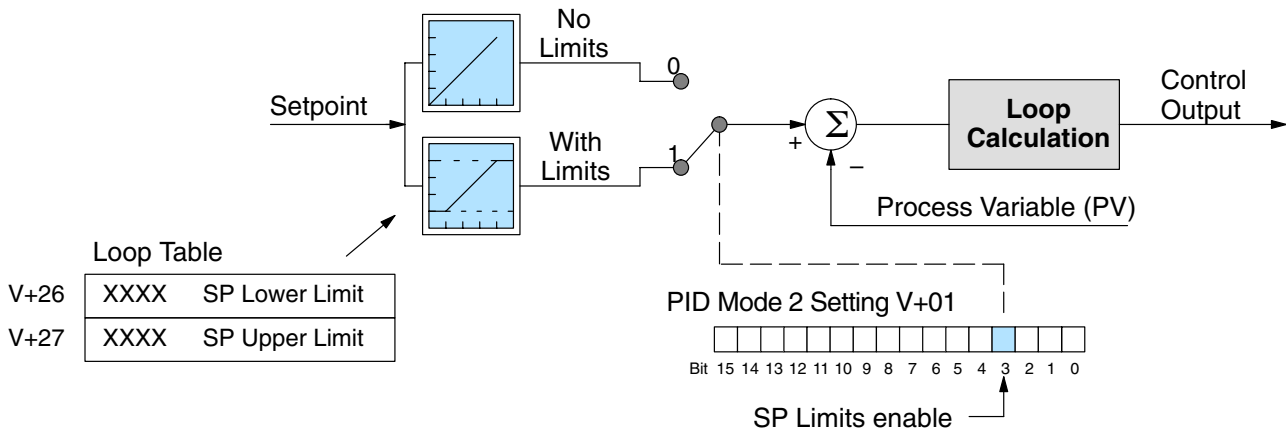 No
Limits
0
Setpoint
With
Limits
1
+
Σ
−
Loop
Calculation
Control
Output
Process Variable (PV)
Loop Table
V+26 XXXX SP Lower Limit
V+27 XXXX SP Upper Limit
PID Mode 2 Setting V+01
Bit 15 14 13 12 11 10 9 8 7 6 5 4 3 2 1 0
SP Limits enable